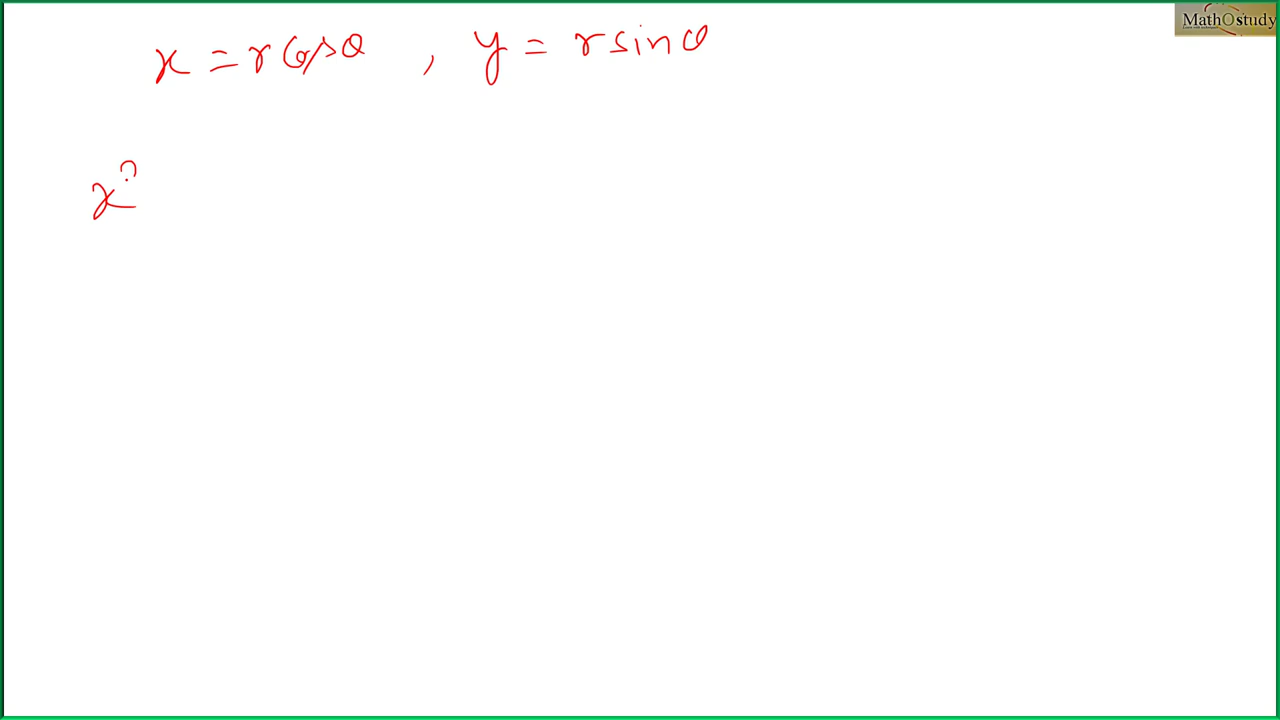 x = r cosθ , y = r sinθ
MathOstudy
x²